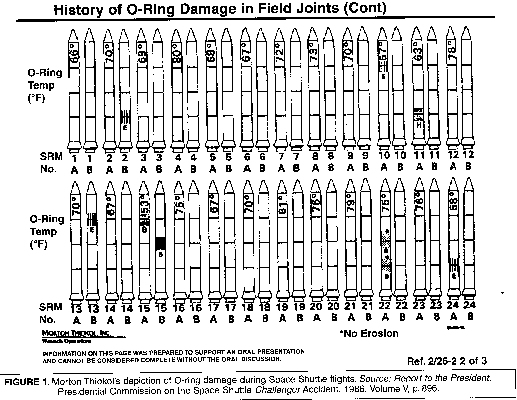 History of O-Ring Damage in Field Joints (Cont)
66° 70° 69° 80° 68° 67° 72° 73° 70° 57° 63° 78°
O-Ring
Temp
(°F)
SRM 1 1 2 2 3 3 4 4 5 5 6 6 7 7 8 8 9 9 10 10 11 11 12 12
No. A B A B A B A B A B A B A B A B A B A B A B A B
70° 67° 53° 75° 67° 70° 81° 76° 79° 75° 76° 58°
O-Ring
Temp
(°F)
SRM 13 13 14 14 15 15 16 16 17 17 18 18 19 19 20 20 21 21 22 22 23 23 24 24
No. A B A B A B A B A B A B A B A B A B A B A B A B
MORTON THIOKOL, INC.
Wasatch Operations
*No Erosion
INFORMATION ON THIS PAGE WAS PREPARED TO SUPPORT AN ORAL PRESENTATION
AND CANNOT BE CONSIDERED COMPLETE WITHOUT THE ORAL DISCUSSION.
Ref. 2/26-2 2 of 3
FIGURE 1. Morton Thiokol's depiction of O-ring damage during Space Shuttle flights. Source: Report to the President.
Presidential Commission on the Space Shuttle Challenger Accident. 1986. Volume V, p. 896.